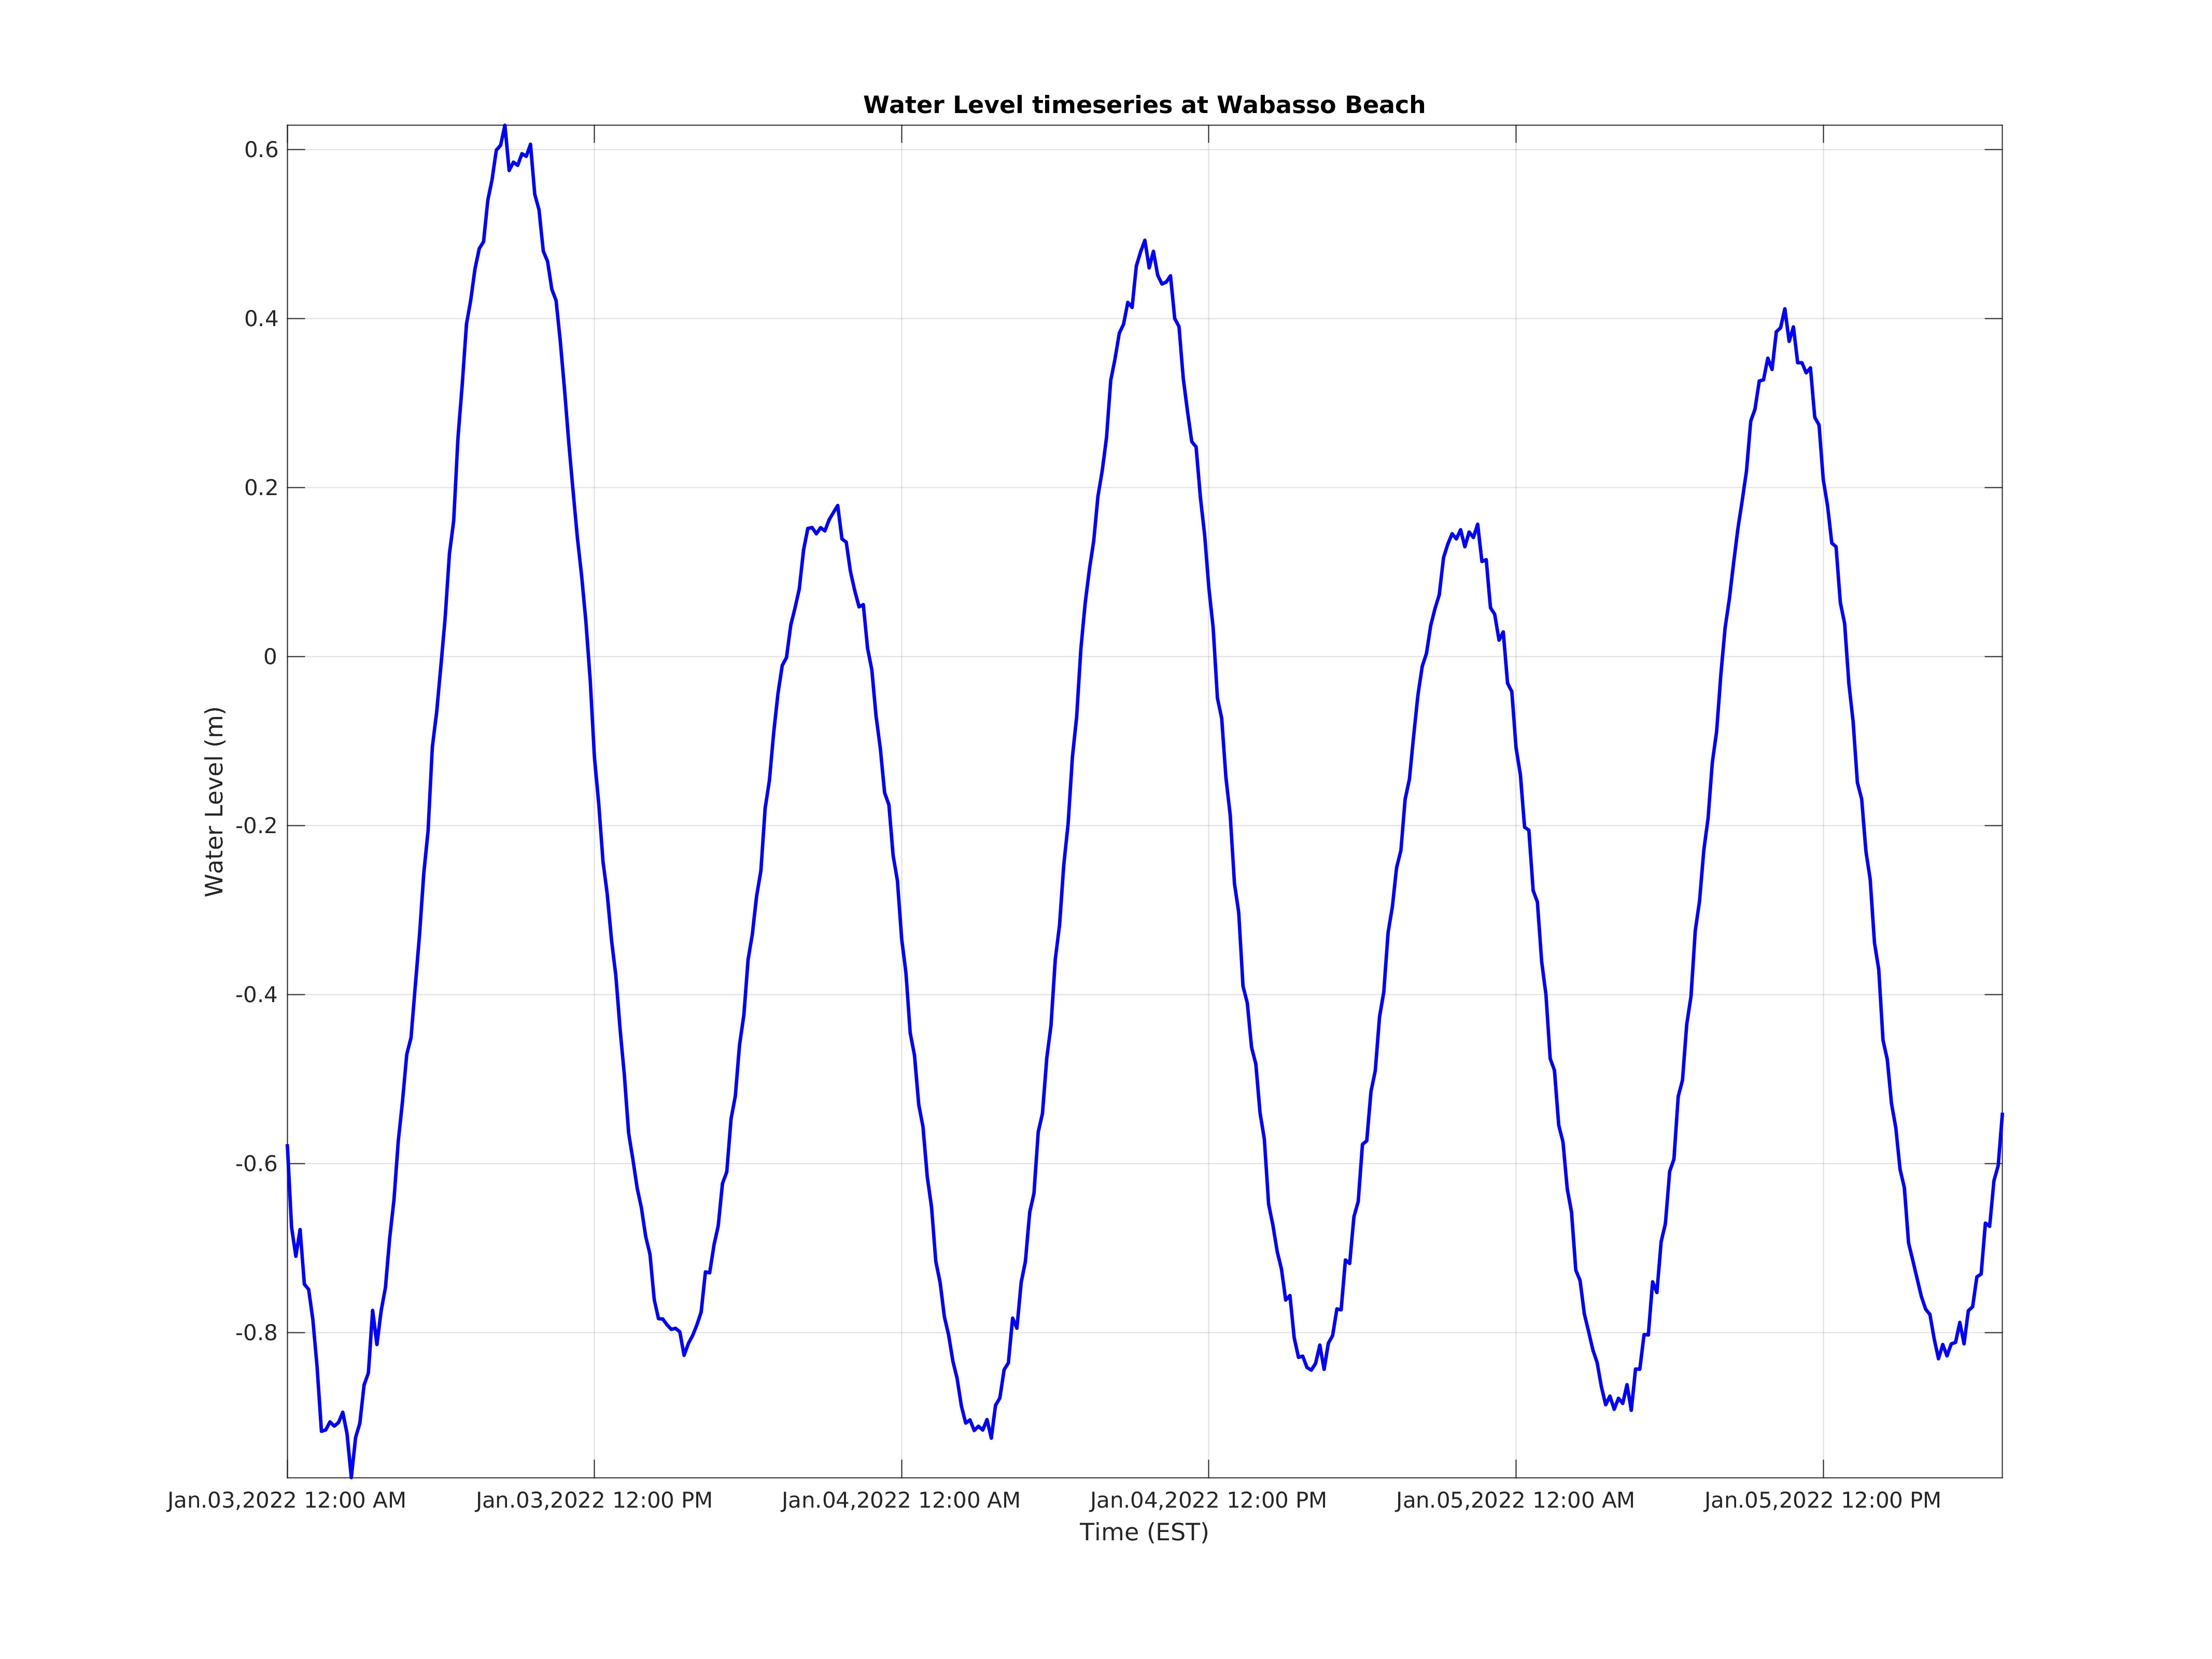 Water Level timeseries at Wabasso Beach
0.6
0.4
0.2
0
-0.2
-0.4
-0.6
-0.8
Water Level (m)
Jan.03,2022 12:00 AM
Jan.03,2022 12:00 PM
Jan.04,2022 12:00 AM
Jan.04,2022 12:00 PM
Jan.05,2022 12:00 AM
Jan.05,2022 12:00 PM
Time (EST)